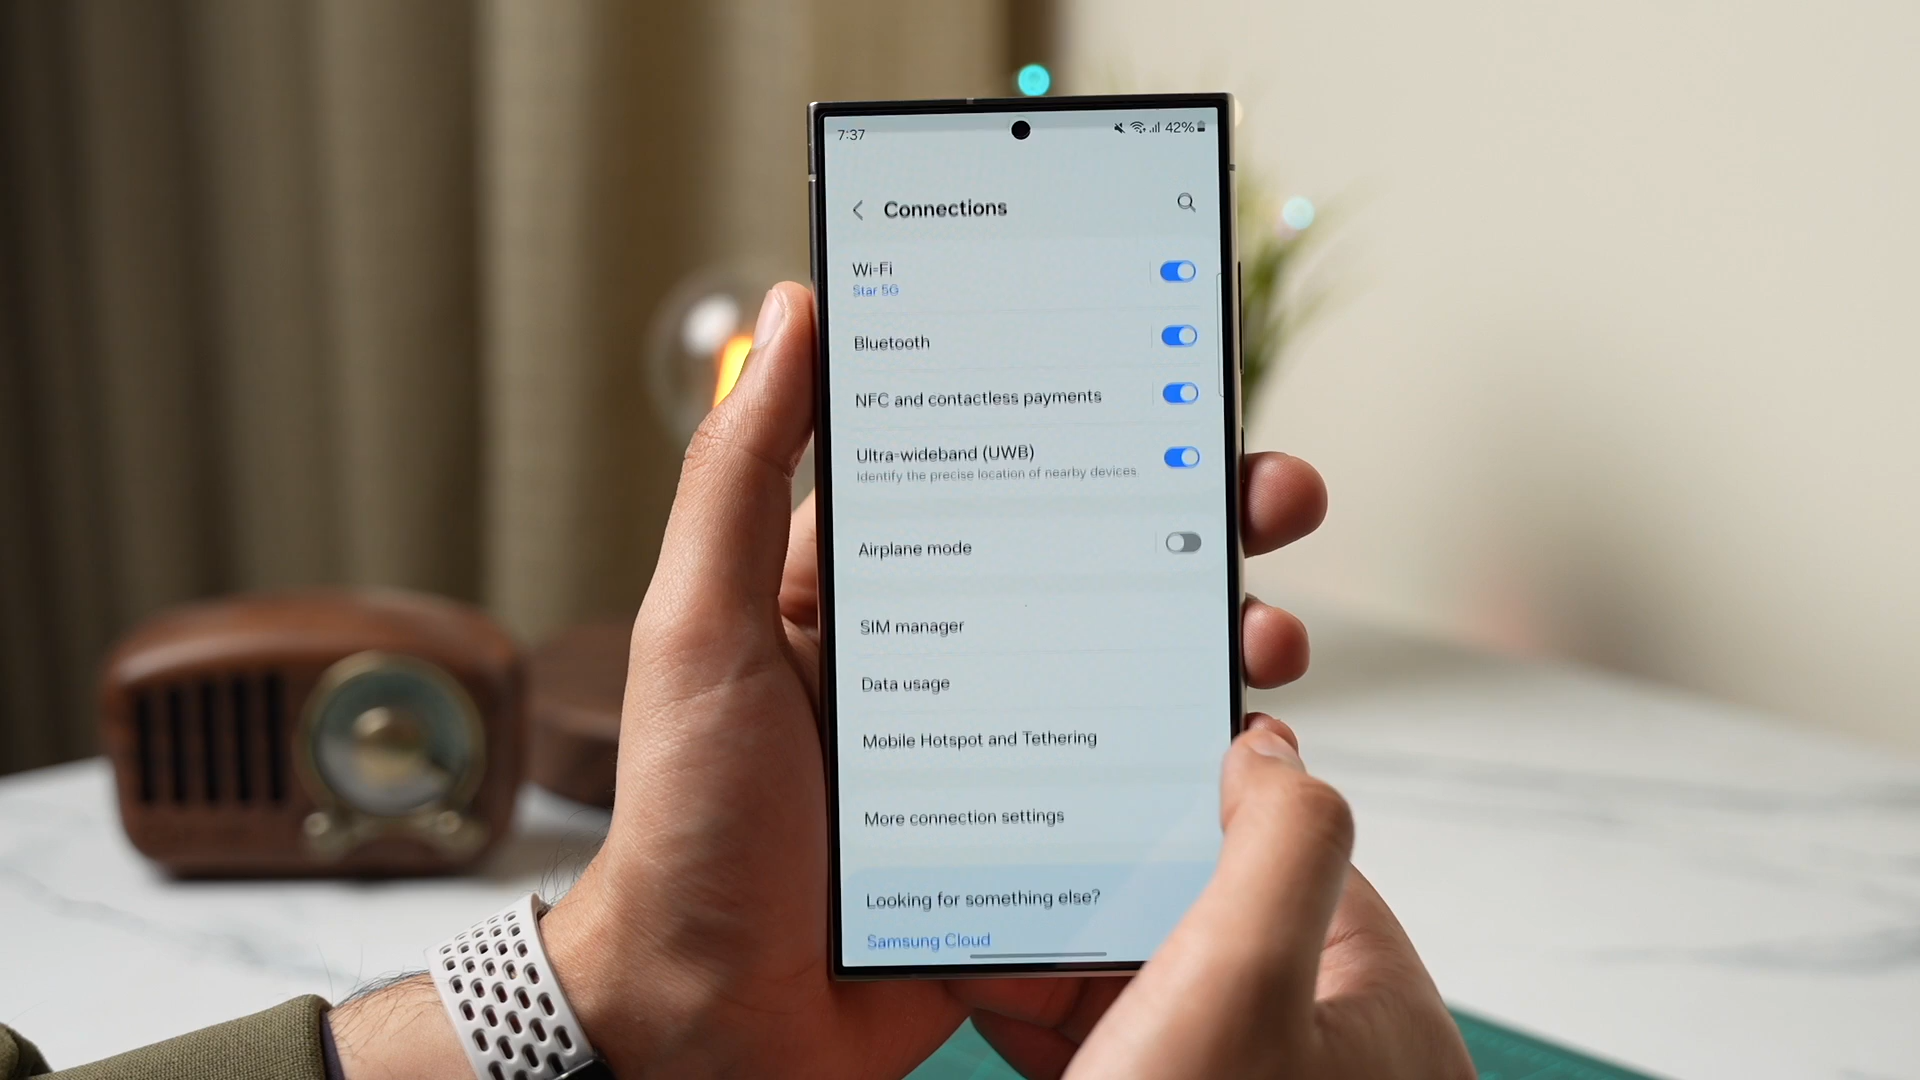 7:37
42%
Connections
Wi-Fi
Star 5G
Bluetooth
NFC and contactless payments
Ultra-wideband (UWB)
Identify the precise location of nearby devices.
Airplane mode
SIM manager
Data usage
Mobile Hotspot and Tethering
More connection settings
Looking for something else?
Samsung Cloud